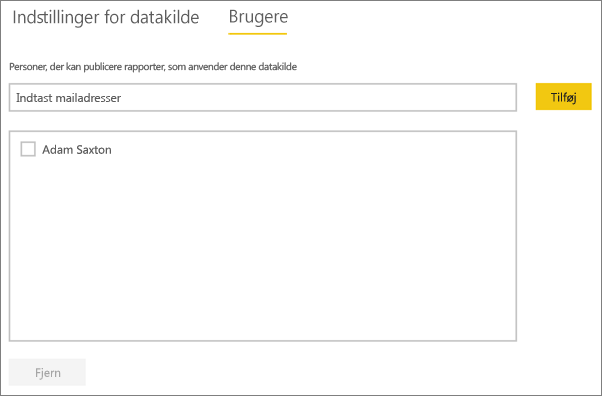 Indstillinger for datakilde Brugere
Personer, der kan publicere rapporter, som anvender denne datakilde
Indtast mailadresser Tilføj
Adam Saxton
Fjern